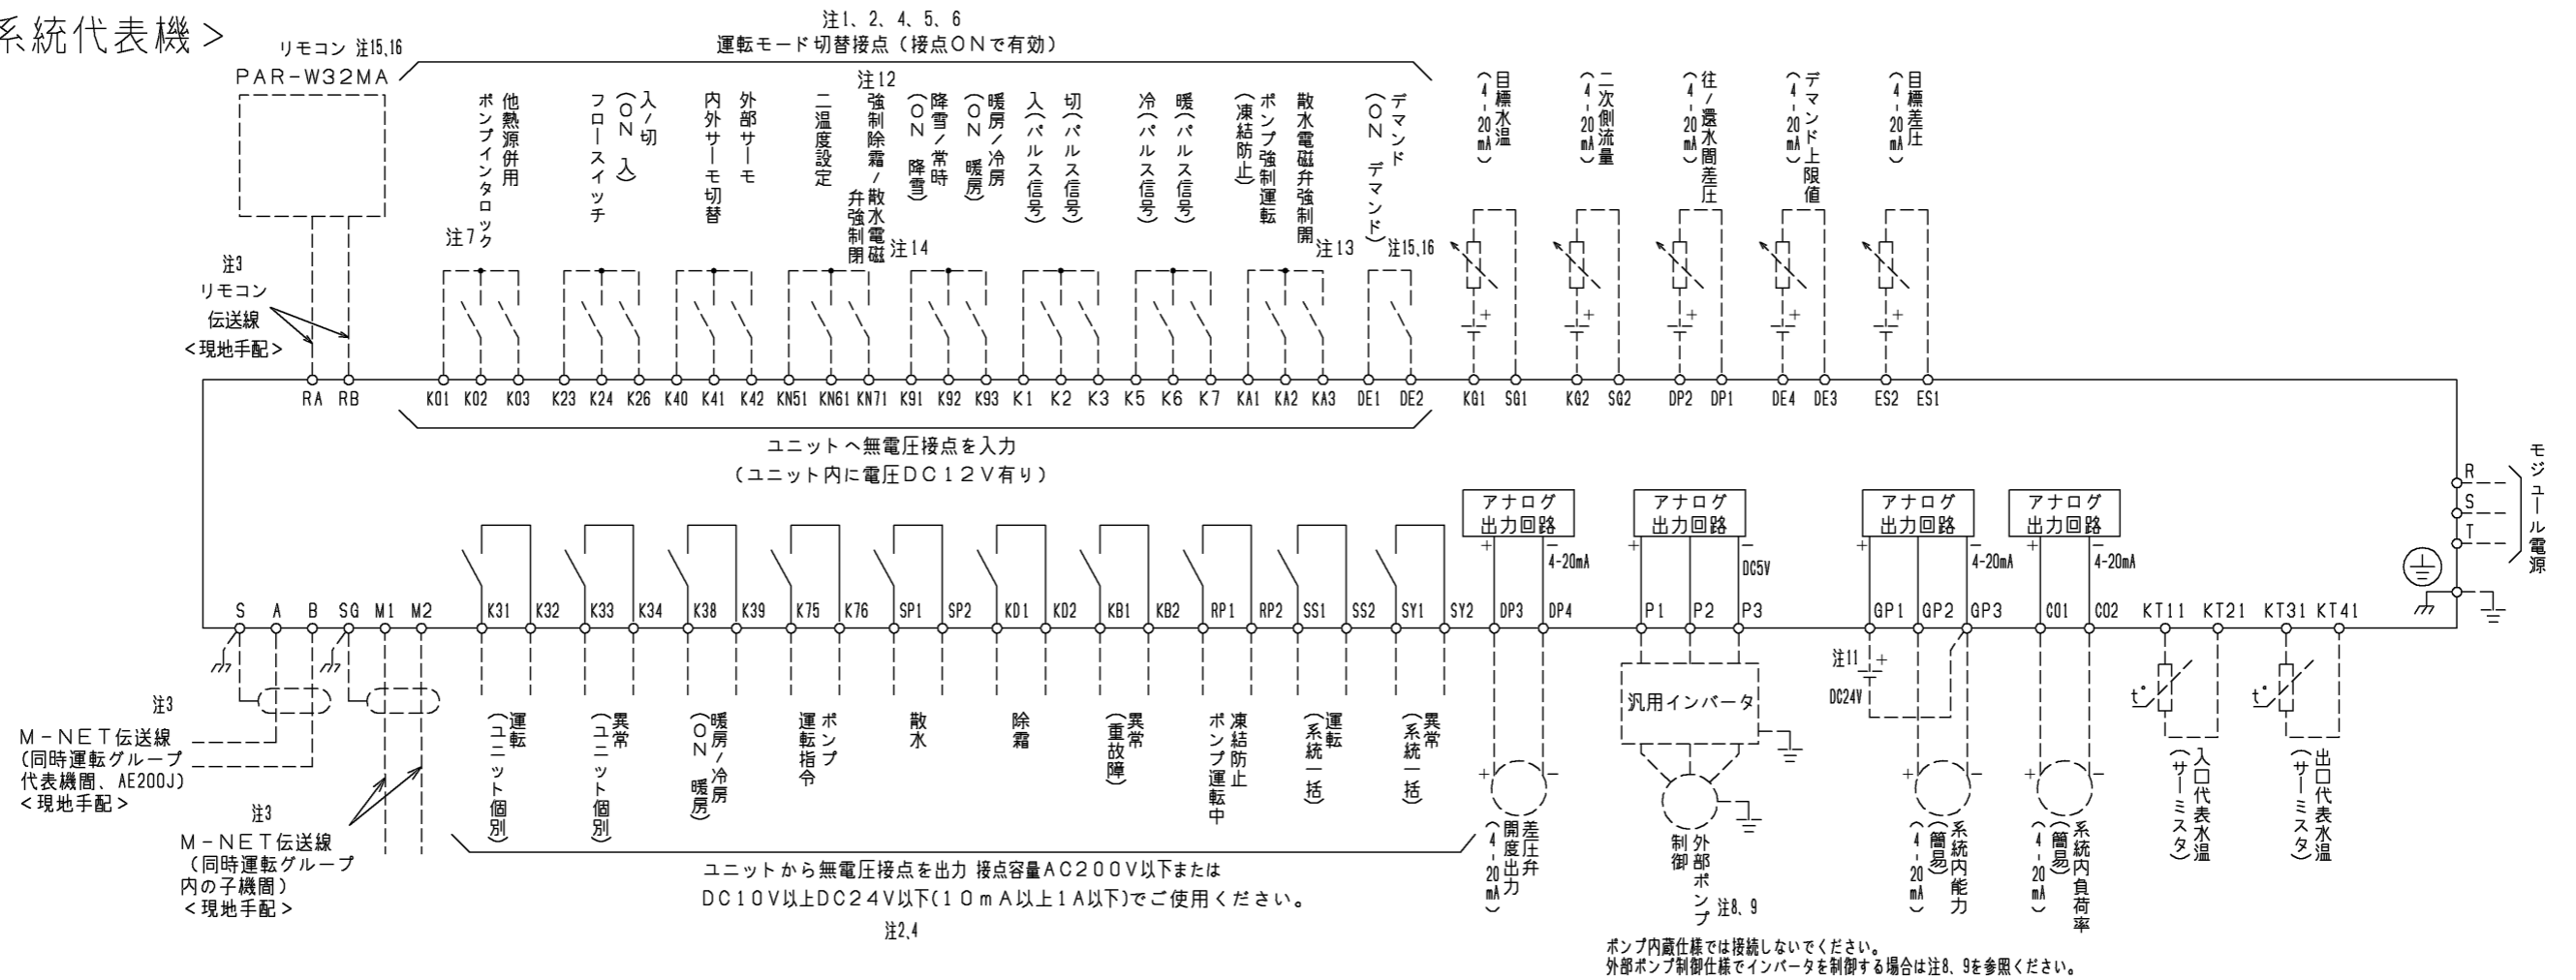 系統代表機＞
リモコン 注15,16
PAR-W32MA
注1、2、4、5、6
運転モード切替接点（接点ONで有効）
注3
リモコン
伝送線
＜現地手配＞
他熱源併用
ポンプインタロック
注7
入/切
（ON 入）
フロースイッチ
外部サーモ
内外サーモ切替
注12
強制除霜/散水電磁
弁強制閉
二温度設定
注14
暖房/冷房
（ON 暖房）
降雪/常時
（ON 降雪）
切（パルス信号）
入（パルス信号）
暖（パルス信号）
冷（パルス信号）
散水電磁弁強制開
ポンプ強制運転
（凍結防止）
注13
デマンド
（ON デマンド）
注15,16
目標水温
（4-20mA）
二次側流量
（4-20mA）
往/還水間差圧
（4-20mA）
デマンド上限値
（4-20mA）
目標差圧
（4-20mA）
+ + + + +
RA RB K01 K02 K03 K23 K24 K26 K40 K41 K42 KN51 KN61 KN71 K91 K92 K93 K1 K2 K3 K5 K6 K7 KA1 KA2 KA3 DE1 DE2 KG1 SG1 KG2 SG2 DP2 DP1 DE4 DE3 ES2 ES1
ユニットへ無電圧接点を入力
（ユニット内に電圧DC12V有り）
モジュール電源
R
S
T
アナログ
出力回路
+ − 4-20mA
アナログ
出力回路
+ − DC5V
アナログ
出力回路
+ − 4-20mA
アナログ
出力回路
+ − 4-20mA
S A B SG M1 M2 K31 K32 K33 K34 K38 K39 K75 K76 SP1 SP2 KD1 KD2 KB1 KB2 RP1 RP2 SS1 SS2 SY1 SY2 DP3 DP4 P1 P2 P3 GP1 GP2 GP3 CO1 CO2 KT11 KT21 KT31 KT41
注3
M-NET伝送線
（同時運転グループ
代表機間、AE200J）
＜現地手配＞
注3
M-NET伝送線
（同時運転グループ
内の子機間）
＜現地手配＞
運転
（ユニット個別）
異常
（ユニット個別）
暖房/冷房
（ON 暖房）
ポンプ
運転指令
散水
除霜
異常
（重故障）
凍結防止
ポンプ運転中
運転
（系統一括）
異常
（系統一括）
ユニットから無電圧接点を出力 接点容量AC200V以下または
DC10V以上DC24V以下(10mA以上1A以下)でご使用ください。
注2,4
+ −
差圧弁
開度出力
（4-20mA）
汎用インバータ
外部ポンプ
制御
注8、9
ポンプ内蔵仕様では接続しないでください。
外部ポンプ制御仕様でインバータを制御する場合は注8、9を参照ください。
注11 +
DC24V
+ −
系統内能力
（簡易）
（4-20mA）
+ −
系統内負荷率
（簡易）
（4-20mA）
t°
入口代表水温
（サーミスタ）
t°
出口代表水温
（サーミスタ）